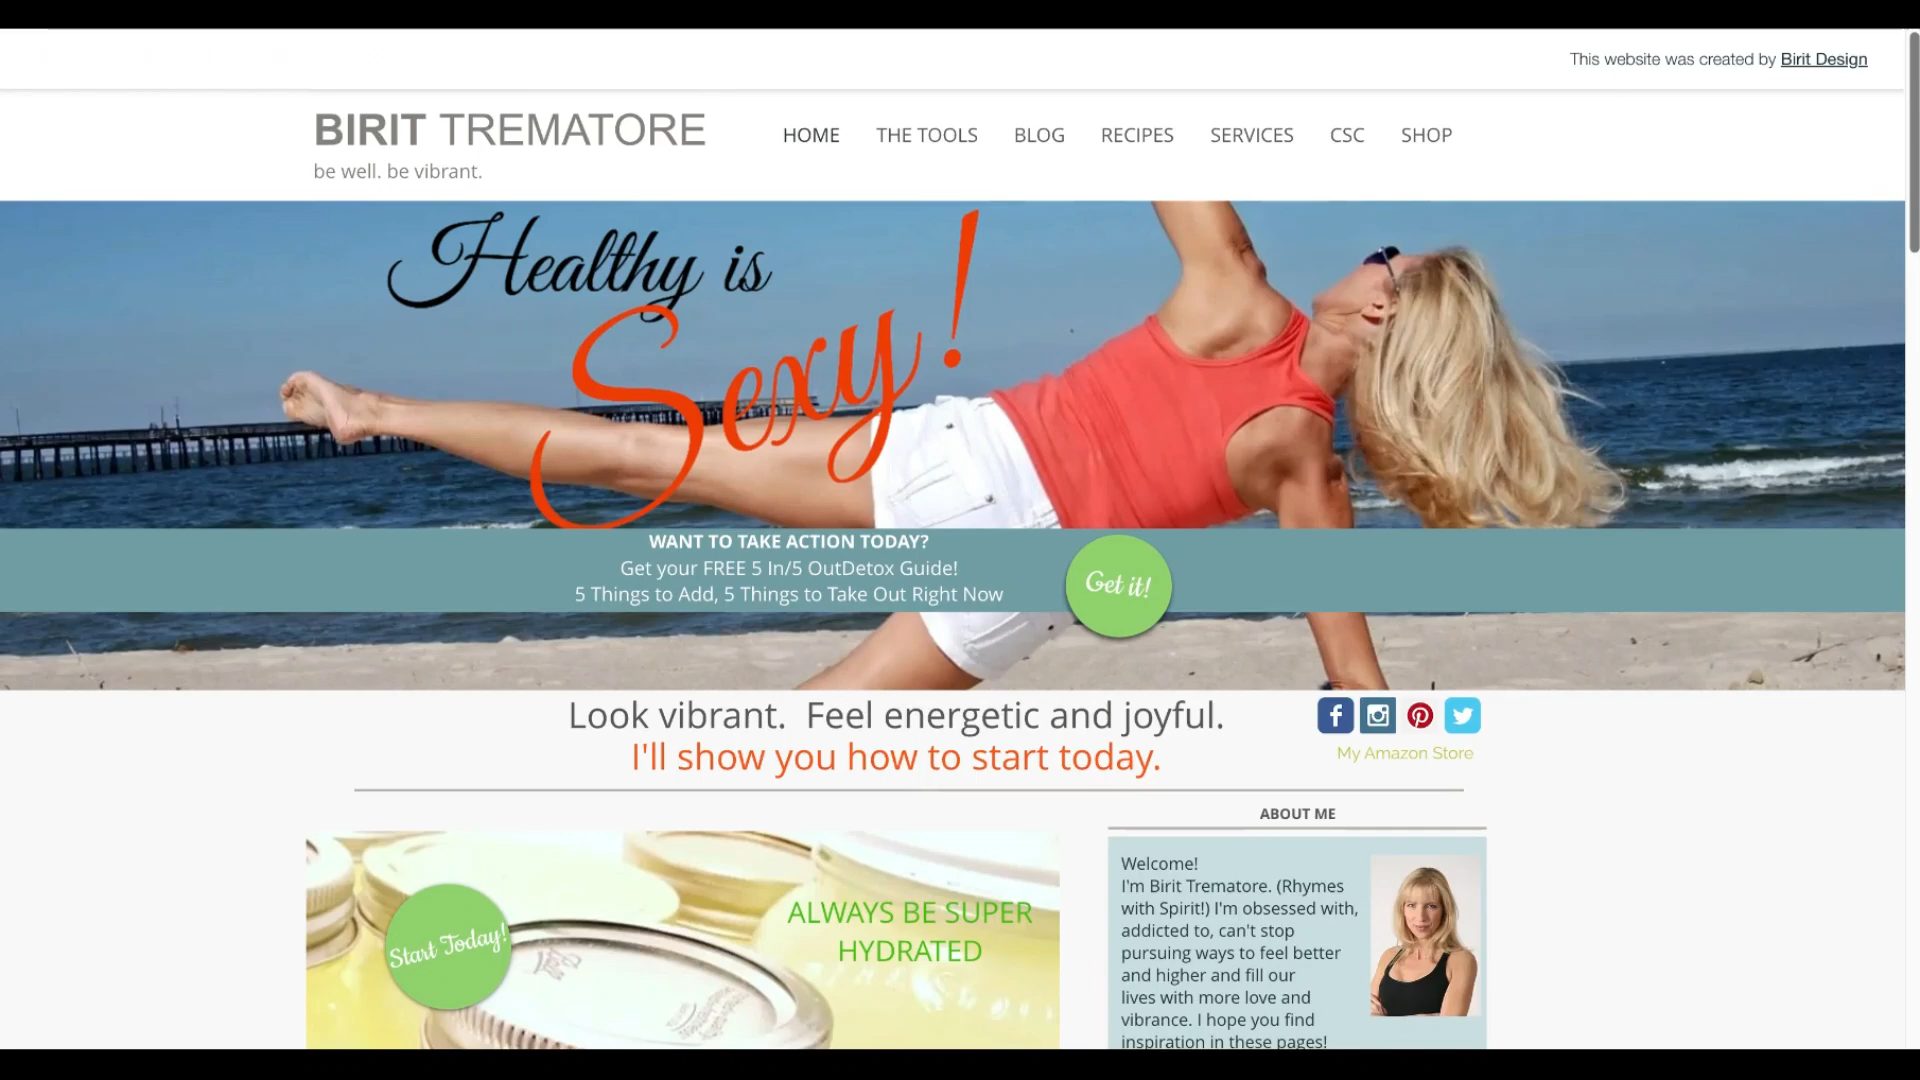 This website was created by Birit Design
BIRIT TREMATORE
be well. be vibrant.
HOME THE TOOLS BLOG RECIPES SERVICES CSC SHOP
Healthy is
Sexy!
WANT TO TAKE ACTION TODAY?
Get your FREE 5 In/5 OutDetox Guide!
5 Things to Add, 5 Things to Take Out Right Now
Get it!
Look vibrant.  Feel energetic and joyful.
I'll show you how to start today.
My Amazon Store
ABOUT ME
Start Today!
ALWAYS BE SUPER
HYDRATED
Welcome!
I'm Birit Trematore. (Rhymes
with Spirit!) I'm obsessed with,
addicted to, can't stop
pursuing ways to feel better
and higher and fill our
lives with more love and
vibrance. I hope you find
inspiration in these pages!